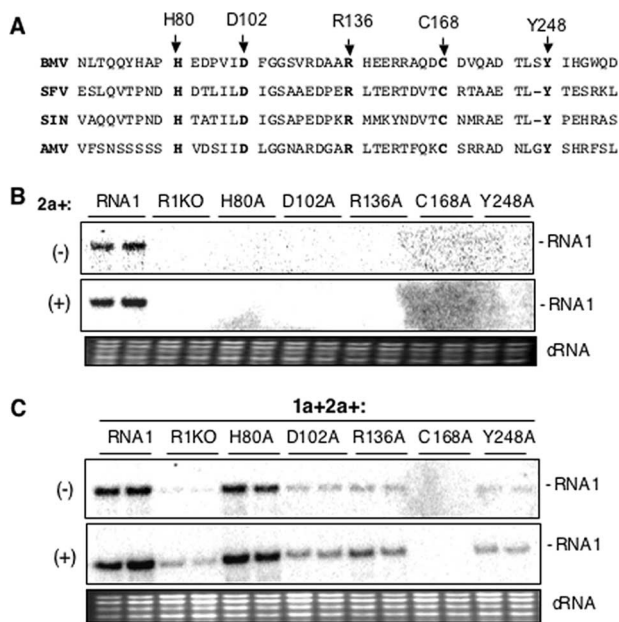 A
H80 D102 R136 C168 Y248
BMV NLTQQYHAP H EDPVID FGGSVRDAAR HEERRAQDC DVQAD TLSY IHGWQD
SFV ESLQVTPND H DTLILD IGSAAEDPER LTERTDVTC RTAAE TL-Y TESRKL
SIN VAQQVTPND H TATILD IGSAPEDPKR MMKYNDVTC NMRAE TL-Y PEHRAS
AMV VFSNSSSSS H VDSIID LGGNARDGAR LTERTFQKC SRRAD NLGY SHRFSL
B
2a+: RNA1 R1KO H80A D102A R136A C168A Y248A
(-) -RNA1
(+) -RNA1
rRNA
C
1a+2a+:
RNA1 R1KO H80A D102A R136A C168A Y248A
(-) -RNA1
(+) -RNA1
rRNA